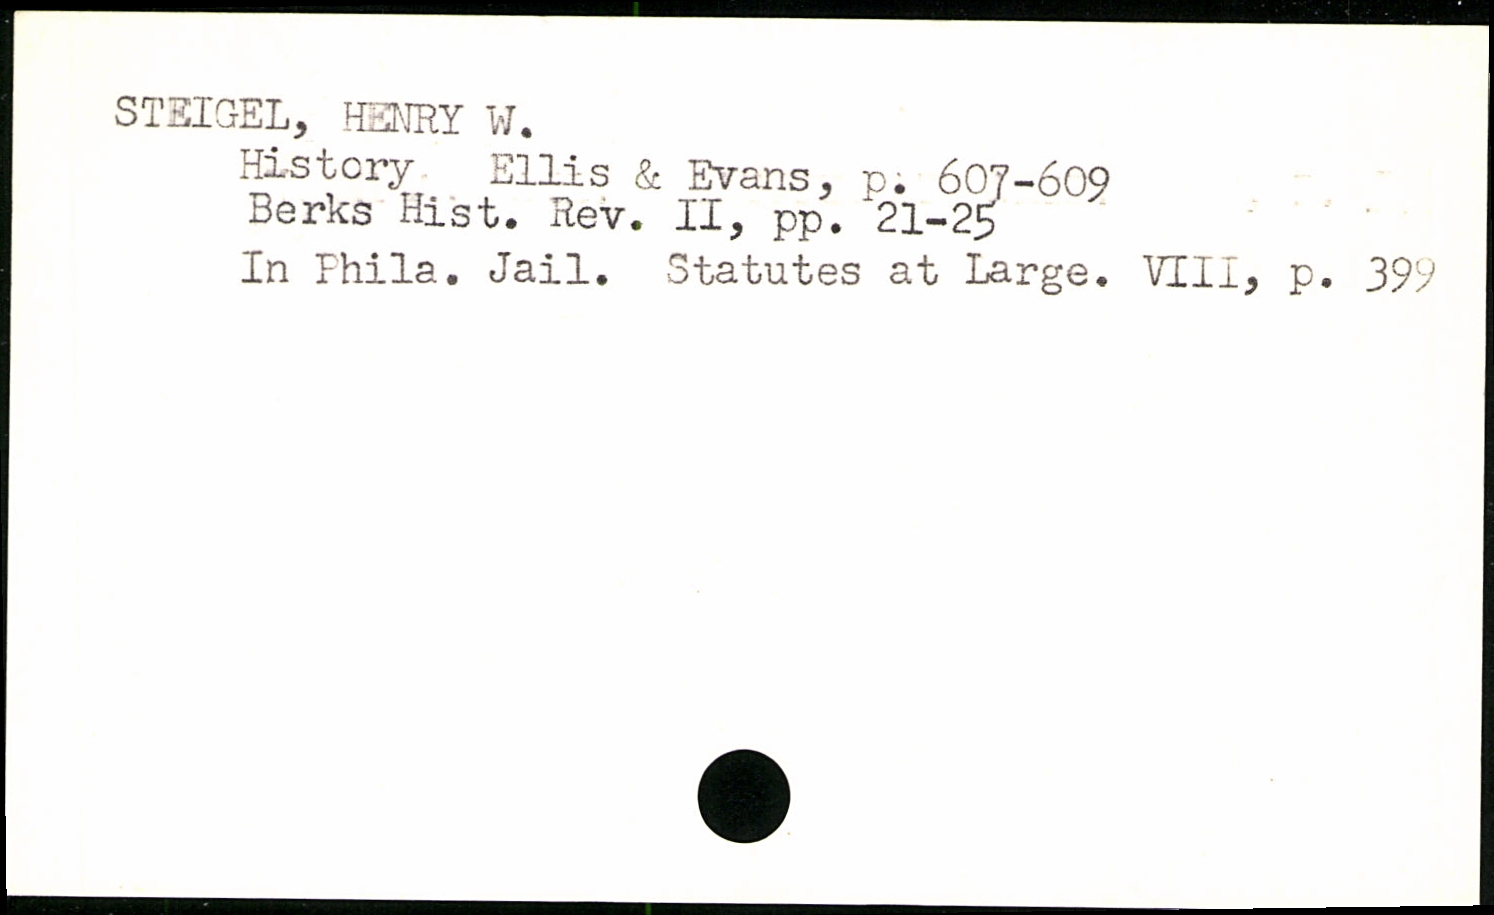 STEIGEL, HENRY W.
History Ellis & Evans, p. 607-609
Berks Hist. Rev. II, pp. 21-25
In Phila. Jail. Statutes at Large. VIII, p. 399